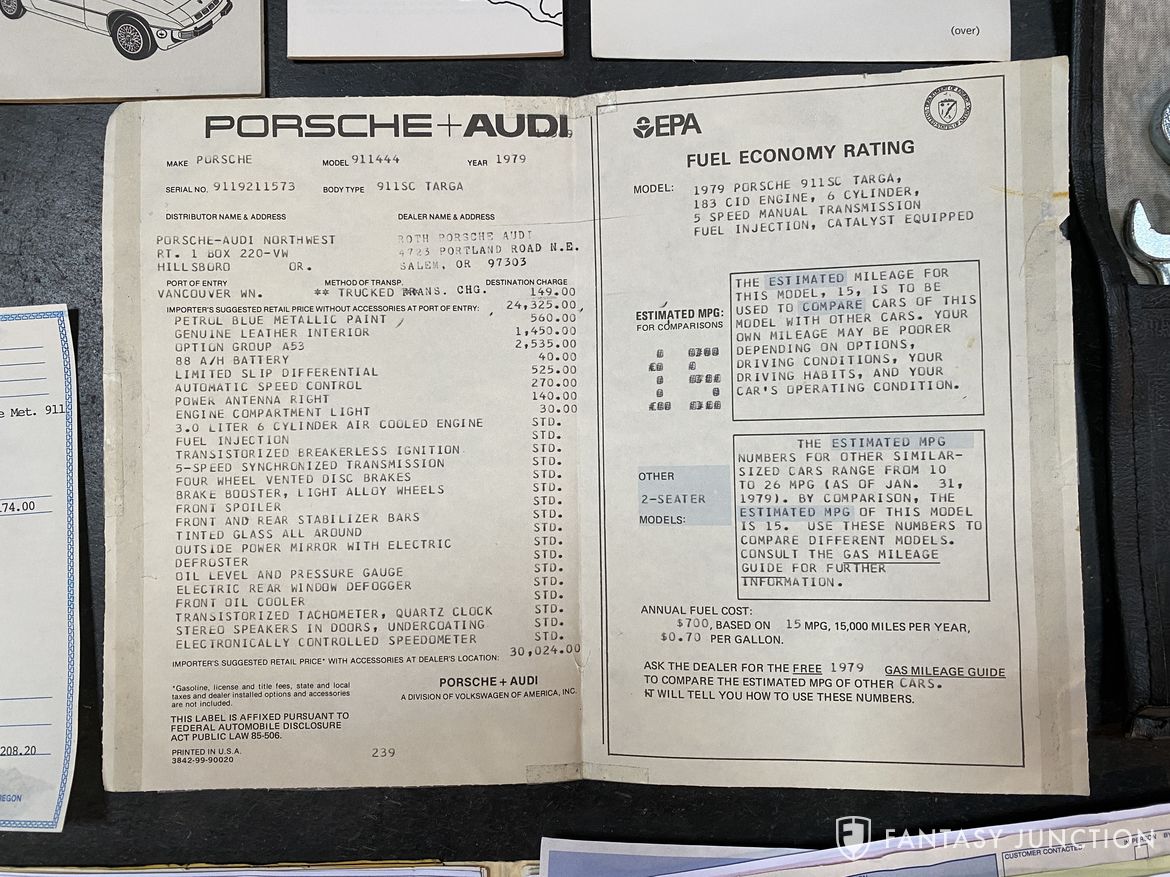 (over)
PORSCHE+AUDI
MAKE PORSCHE MODEL 911444 YEAR 1979
SERIAL NO. 9119211573 BODY TYPE 911SC TARGA
DISTRIBUTOR NAME & ADDRESS DEALER NAME & ADDRESS
PORSCHE-AUDI NORTHWEST ROTH PORSCHE AUDI
RT. 1 BOX 220-VW 4723 PORTLAND ROAD N.E.
HILLSBORO OR. SALEM, OR 97303
PORT OF ENTRY METHOD OF TRANSP. DESTINATION CHARGE
VANCOUVER WN. ** TRUCKED TRANS. CHG. 149.00
IMPORTER'S SUGGESTED RETAIL PRICE WITHOUT ACCESSORIES AT PORT OF ENTRY: 24,325.00
PETROL BLUE METALLIC PAINT 560.00
GENUINE LEATHER INTERIOR 1,450.00
OPTION GROUP A53 2,535.00
88 A/H BATTERY 40.00
LIMITED SLIP DIFFERENTIAL 525.00
AUTOMATIC SPEED CONTROL 270.00
POWER ANTENNA RIGHT 140.00
ENGINE COMPARTMENT LIGHT 30.00
3.0 LITER 6 CYLINDER AIR COOLED ENGINE STD.
FUEL INJECTION STD.
TRANSISTORIZED BREAKERLESS IGNITION STD.
5-SPEED SYNCHRONIZED TRANSMISSION STD.
FOUR WHEEL VENTED DISC BRAKES STD.
BRAKE BOOSTER, LIGHT ALLOY WHEELS STD.
FRONT SPOILER STD.
FRONT AND REAR STABILIZER BARS STD.
TINTED GLASS ALL AROUND STD.
OUTSIDE POWER MIRROR WITH ELECTRIC STD.
DEFROSTER
OIL LEVEL AND PRESSURE GAUGE STD.
ELECTRIC REAR WINDOW DEFOGGER STD.
FRONT OIL COOLER STD.
TRANSISTORIZED TACHOMETER, QUARTZ CLOCK STD.
STEREO SPEAKERS IN DOORS, UNDERCOATING STD.
ELECTRONICALLY CONTROLLED SPEEDOMETER STD.
IMPORTER'S SUGGESTED RETAIL PRICE* WITH ACCESSORIES AT DEALER'S LOCATION: 30,024.00
*Gasoline, license and title fees, state and local
taxes and dealer installed options and accessories
are not included.
PORSCHE+AUDI
A DIVISION OF VOLKSWAGEN OF AMERICA, INC.
THIS LABEL IS AFFIXED PURSUANT TO
FEDERAL AUTOMOBILE DISCLOSURE
ACT PUBLIC LAW 85-506.
PRINTED IN U.S.A.
3842-99-90020
239
EPA
FUEL ECONOMY RATING
MODEL: 1979 PORSCHE 911SC TARGA,
183 CID ENGINE, 6 CYLINDER,
5 SPEED MANUAL TRANSMISSION
FUEL INJECTION, CATALYST EQUIPPED
ESTIMATED MPG:
FOR COMPARISONS
THE ESTIMATED MILEAGE FOR
THIS MODEL, 15, IS TO BE
USED TO COMPARE CARS OF THIS
MODEL WITH OTHER CARS. YOUR
OWN MILEAGE MAY BE POORER
DEPENDING ON OPTIONS,
DRIVING CONDITIONS, YOUR
DRIVING HABITS, AND YOUR
CAR'S OPERATING CONDITION.
OTHER
2-SEATER
MODELS:
THE ESTIMATED MPG
NUMBERS FOR OTHER SIMILAR-
SIZED CARS RANGE FROM 10
TO 26 MPG (AS OF JAN. 31,
1979). BY COMPARISON, THE
ESTIMATED MPG OF THIS MODEL
IS 15. USE THESE NUMBERS TO
COMPARE DIFFERENT MODELS.
CONSULT THE GAS MILEAGE
GUIDE FOR FURTHER
INFORMATION.
ANNUAL FUEL COST:
$700, BASED ON 15 MPG, 15,000 MILES PER YEAR,
$0.70 PER GALLON.
ASK THE DEALER FOR THE FREE 1979 GAS MILEAGE GUIDE
TO COMPARE THE ESTIMATED MPG OF OTHER CARS.
IT WILL TELL YOU HOW TO USE THESE NUMBERS.
e Met. 911
174.00
208.20
REGON
CUSTOMER CONTACTED
IN PERSON BY
FANTASY JUNCTION